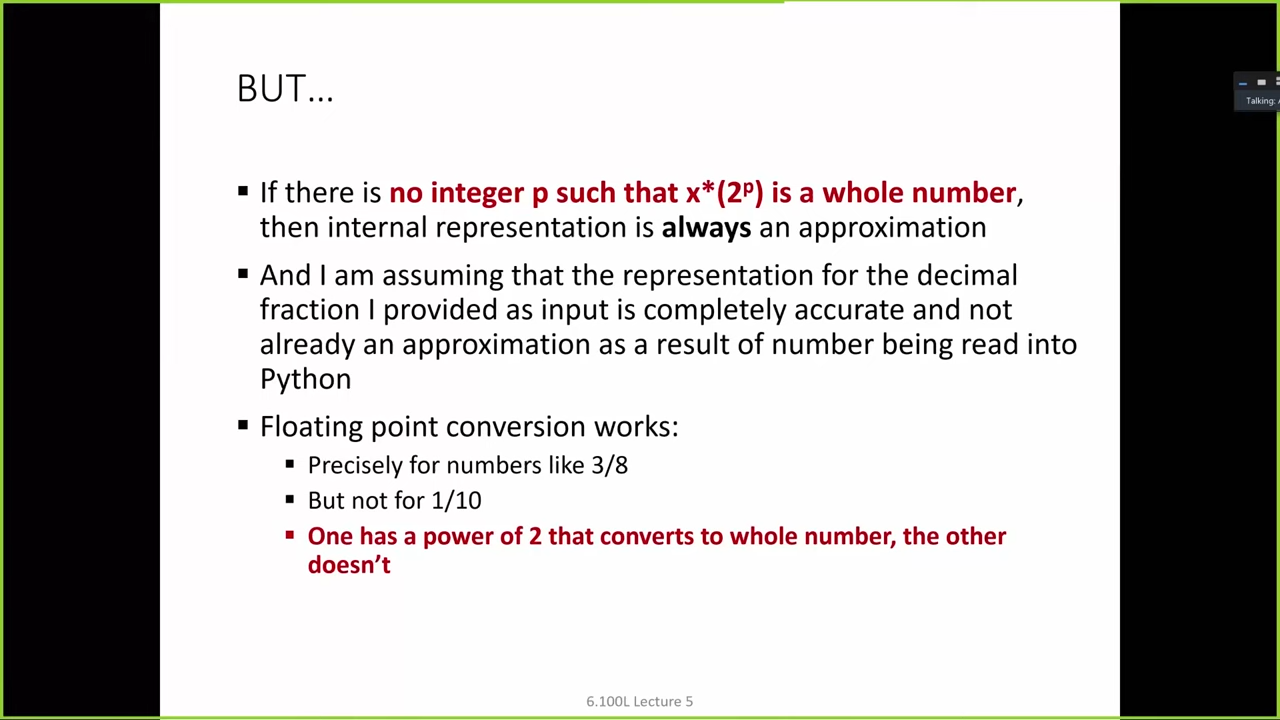 BUT…
Talking:
▪ If there is no integer p such that x*(2ᵖ) is a whole number,
then internal representation is always an approximation
▪ And I am assuming that the representation for the decimal
fraction I provided as input is completely accurate and not
already an approximation as a result of number being read into
Python
▪ Floating point conversion works:
▪ Precisely for numbers like 3/8
▪ But not for 1/10
▪ One has a power of 2 that converts to whole number, the other
doesn’t
6.100L Lecture 5